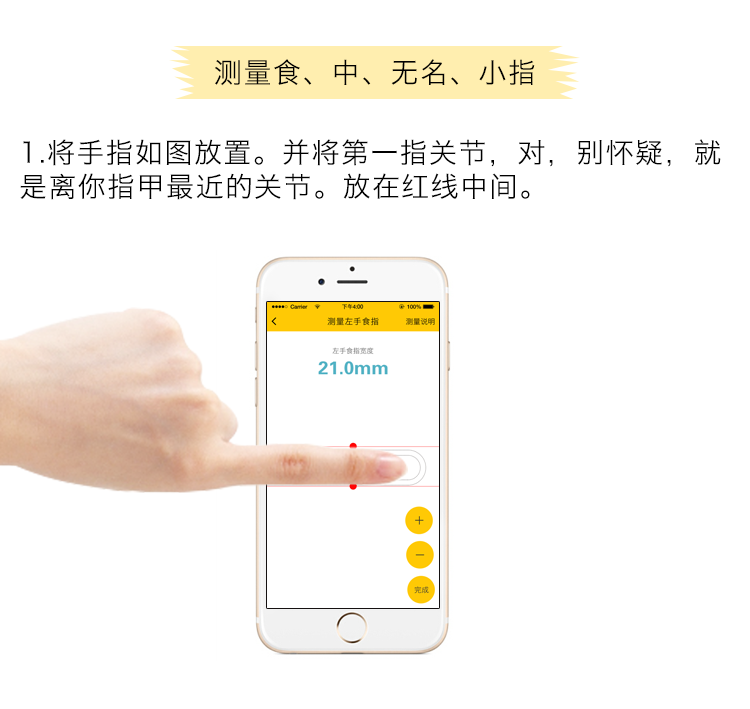 测量食、中、无名、小指
1.将手指如图放置。并将第一指关节，对，别怀疑，就
是离你指甲最近的关节。放在红线中间。
Carrier 下午4:00 100%
测量左手食指 测量说明
左手食指宽度
21.0mm
+
−
完成